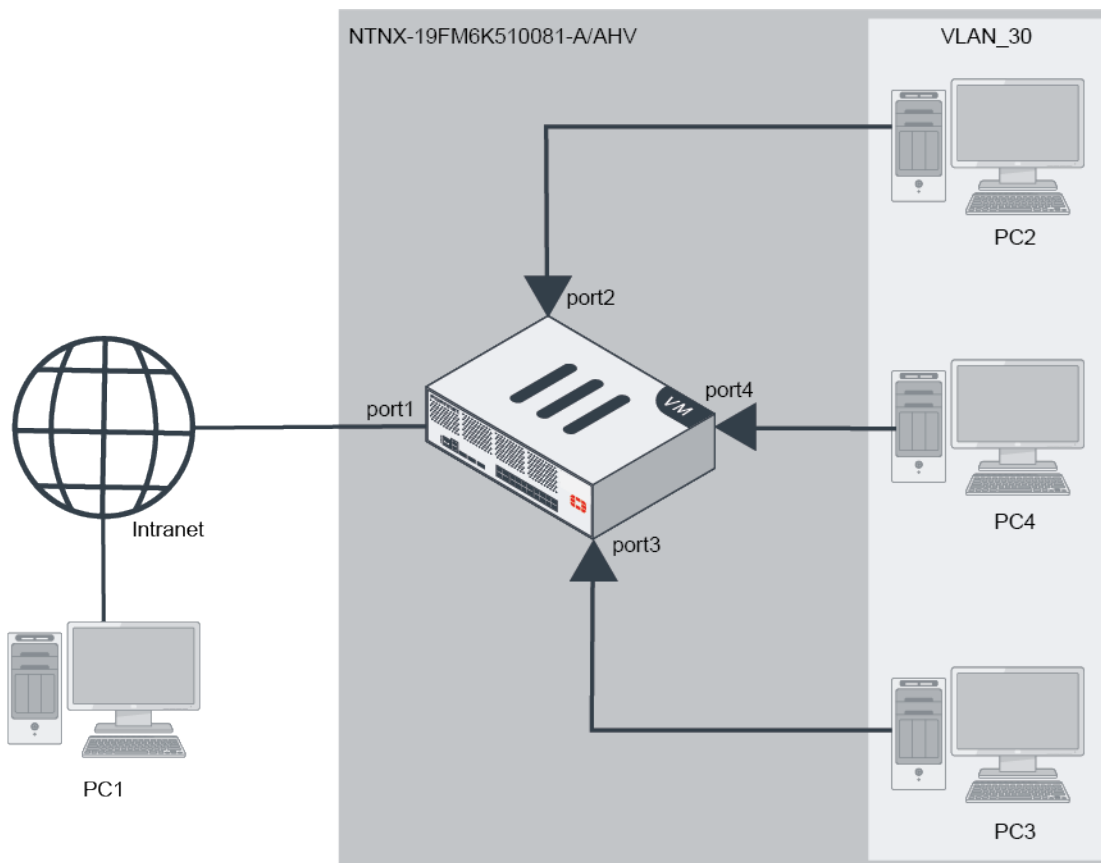 NTNX-19FM6K510081-A/AHV
VLAN_30
PC2
port2
port4
port1
VM
PC4
Intranet
port3
PC1
PC3